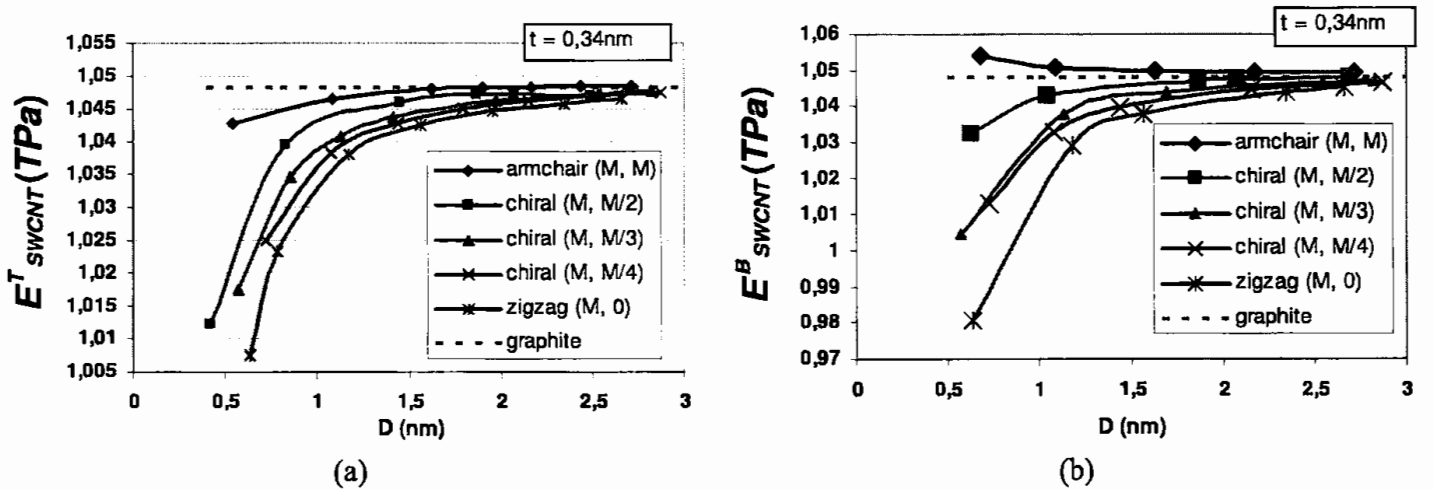 t = 0,34nm
1,055
1,05
1,045
1,04
1,035
1,03
1,025
1,02
1,015
1,01
1,005
E^T SWCNT (TPa)
armchair (M, M)
chiral (M, M/2)
chiral (M, M/3)
chiral (M, M/4)
zigzag (M, 0)
graphite
0 0,5 1 1,5 2 2,5 3
D (nm)
(a)
t = 0,34nm
1,06
1,05
1,04
1,03
1,02
1,01
1
0,99
0,98
0,97
E^B SWCNT (TPa)
armchair (M, M)
chiral (M, M/2)
chiral (M, M/3)
chiral (M, M/4)
zigzag (M, 0)
graphite
0 0,5 1 1,5 2 2,5 3
D (nm)
(b)